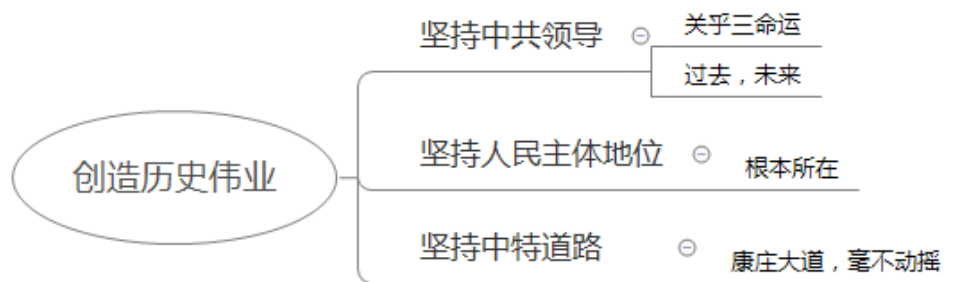 创造历史伟业
坚持中共领导
关乎三命运
过去，未来
坚持人民主体地位
根本所在
坚持中特道路
康庄大道，毫不动摇